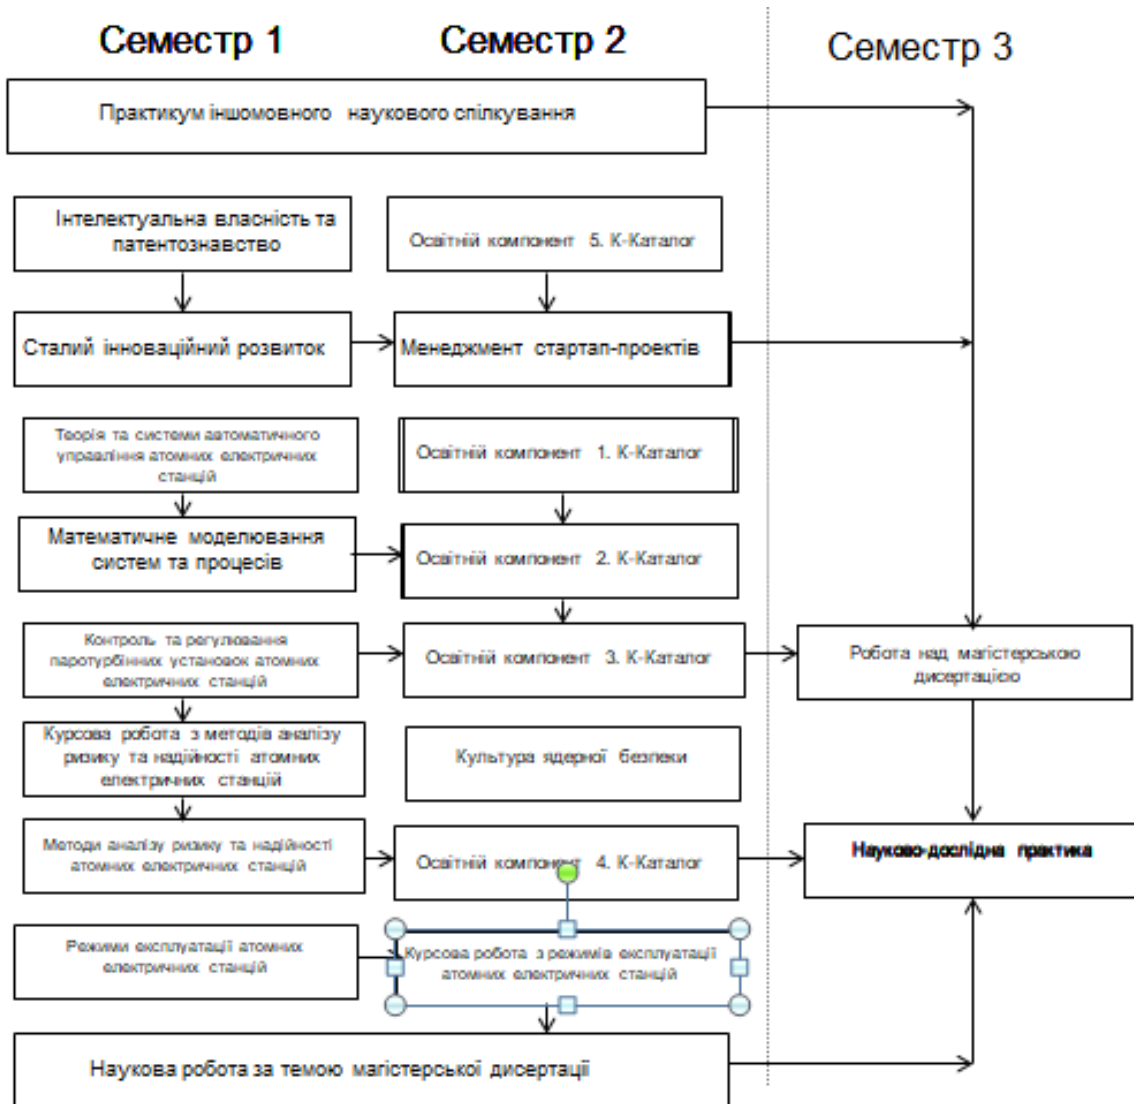 Семестр 1
Семестр 2
Семестр 3
Практикум іншомовного наукового спілкування
Інтелектуальна власність та
патентознавство
Освітній компонент 5. К-Каталог
Сталий інноваційний розвиток
Менеджмент стартап-проектів
Теорія та системи автоматичного
управління атомних електричних
станцій
Освітній компонент 1. К-Каталог
Математичне моделювання
систем та процесів
Освітній компонент 2. К-Каталог
Контроль та регулювання
паротурбінних установок атомних
електричних станцій
Освітній компонент 3. К-Каталог
Робота над магістерською
дисертацією
Курсова робота з методів аналізу
ризику та надійності атомних
електричних станцій
Культура ядерної безпеки
Методи аналізу ризику та надійності
атомних електричних станцій
Освітній компонент 4. К-Каталог
Науково-дослідна практика
Режими експлуатації атомних
електричних станцій
Курсова робота з режимів експлуатації
атомних електричних станцій
Наукова робота за темою магістерської дисертації